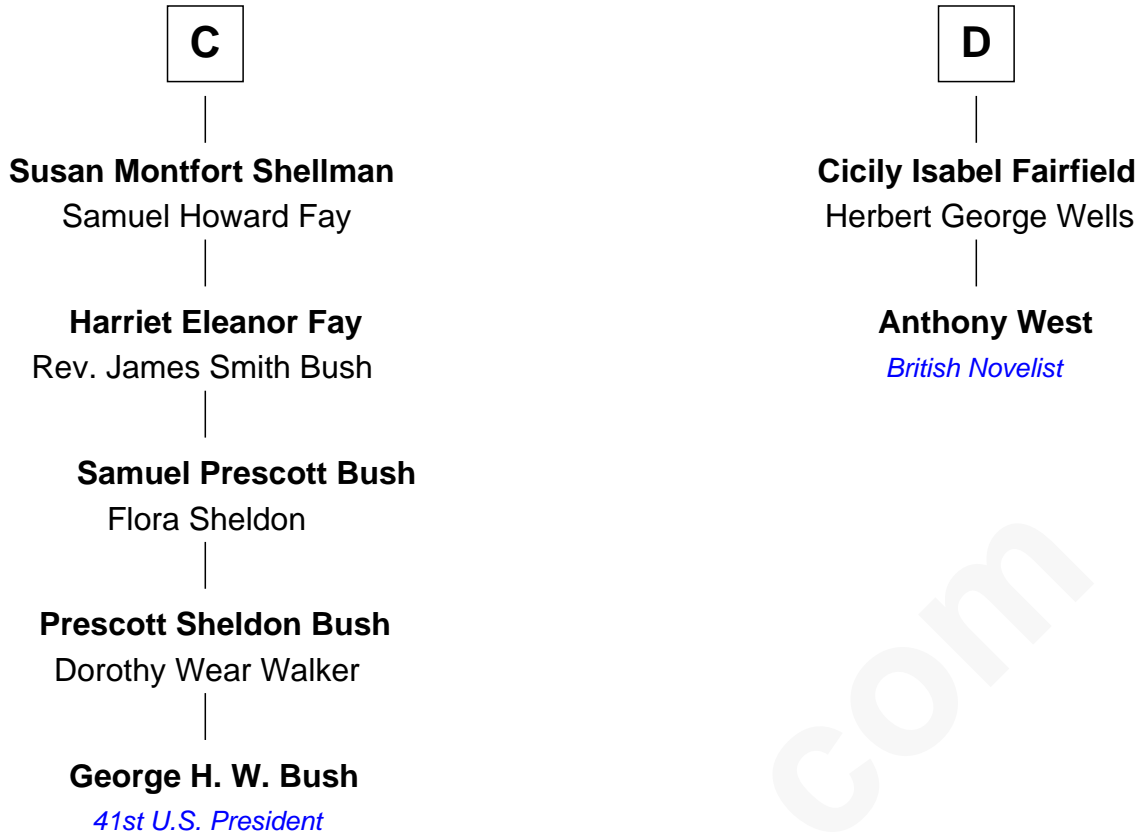 C
Susan Montfort Shellman
Samuel Howard Fay
Harriet Eleanor Fay
Rev. James Smith Bush
Samuel Prescott Bush
Flora Sheldon
Prescott Sheldon Bush
Dorothy Wear Walker
George H. W. Bush
41st U.S. President
D
Cicily Isabel Fairfield
Herbert George Wells
Anthony West
British Novelist
com